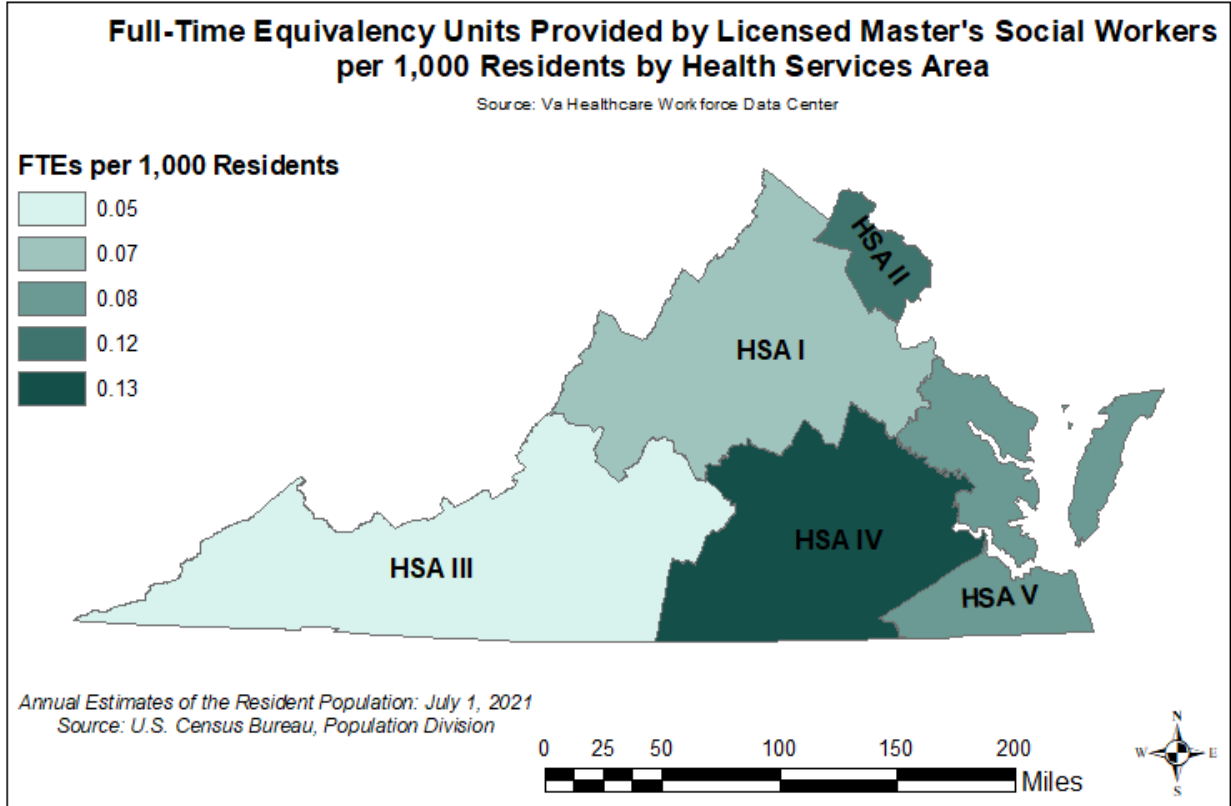 Full-Time Equivalency Units Provided by Licensed Master's Social Workers
per 1,000 Residents by Health Services Area
Source: Va Healthcare Workforce Data Center
FTEs per 1,000 Residents
0.05
0.07
0.08
0.12
0.13
HSA II
HSA I
HSA IV
HSA III
HSA V
Annual Estimates of the Resident Population: July 1, 2021
Source: U.S. Census Bureau, Population Division
0 25 50 100 150 200
Miles
N
W E
S